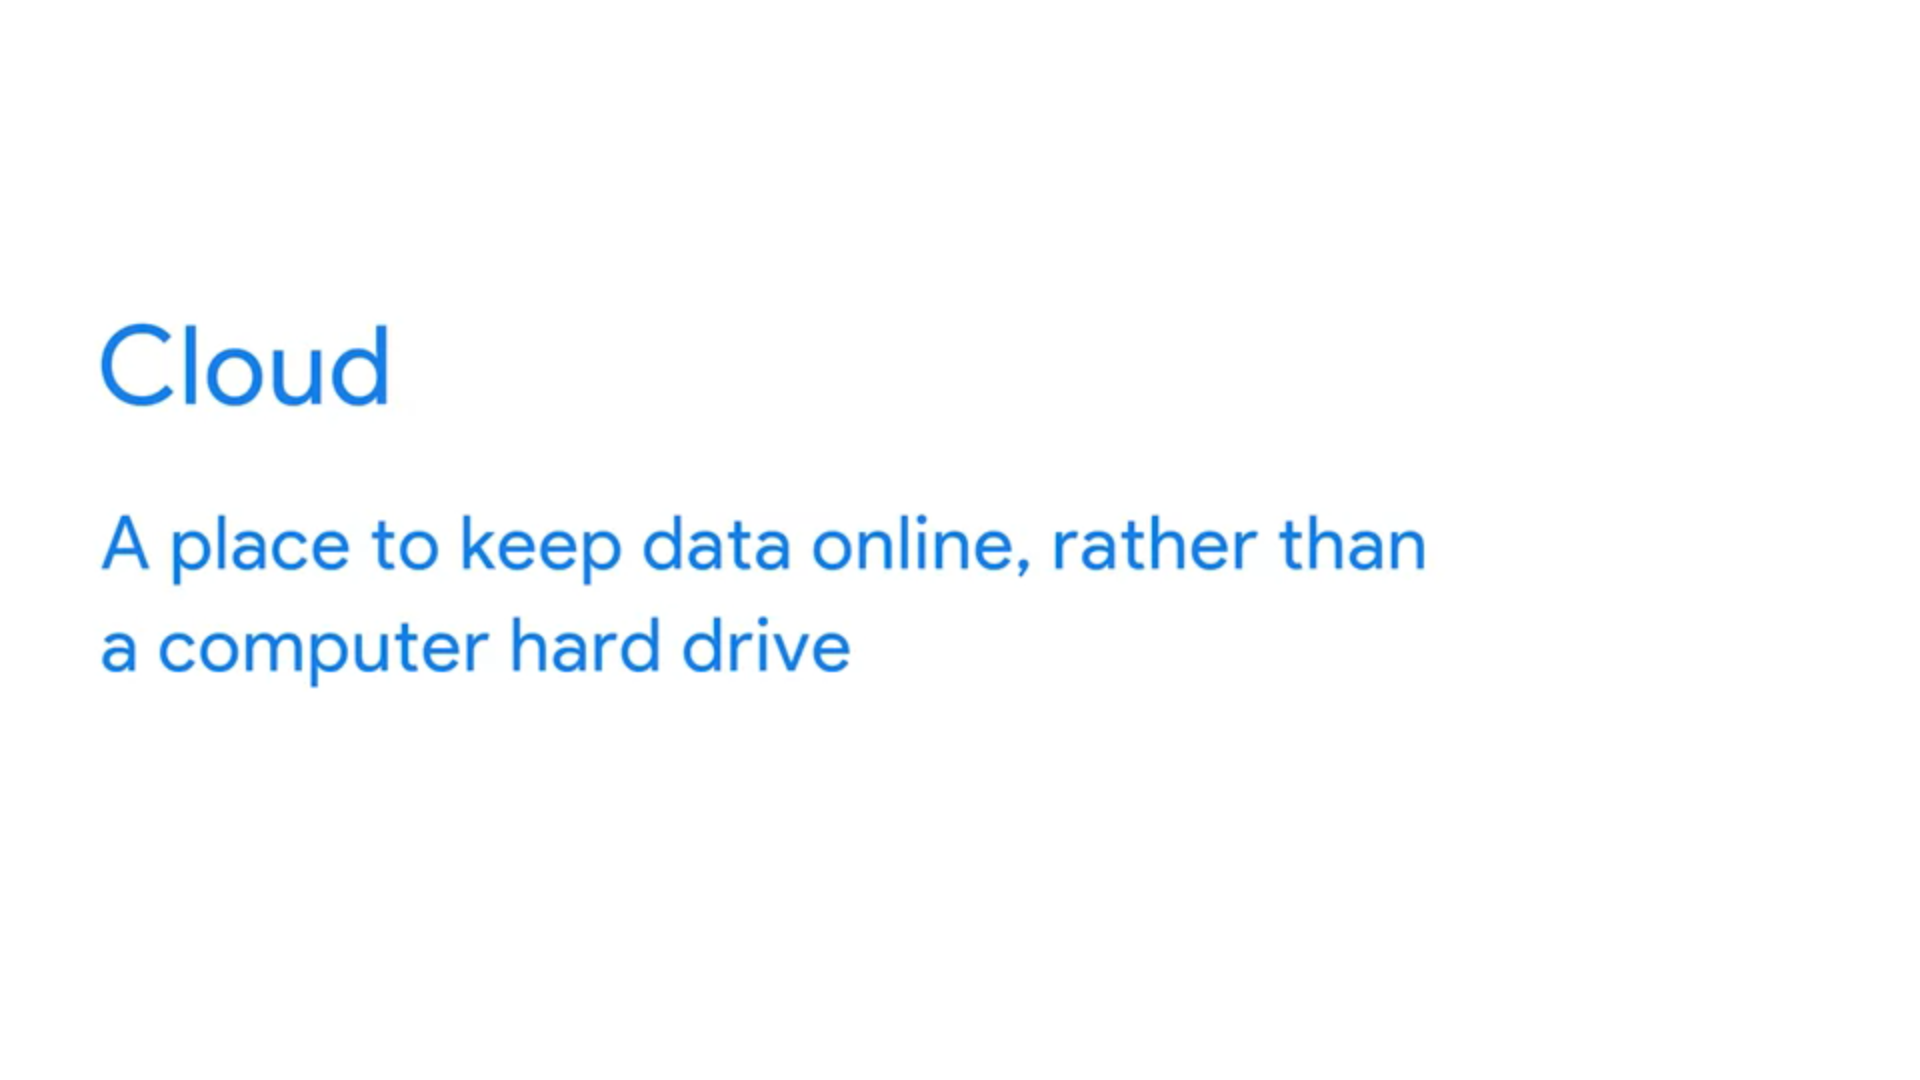 Cloud
A place to keep data online, rather than
a computer hard drive